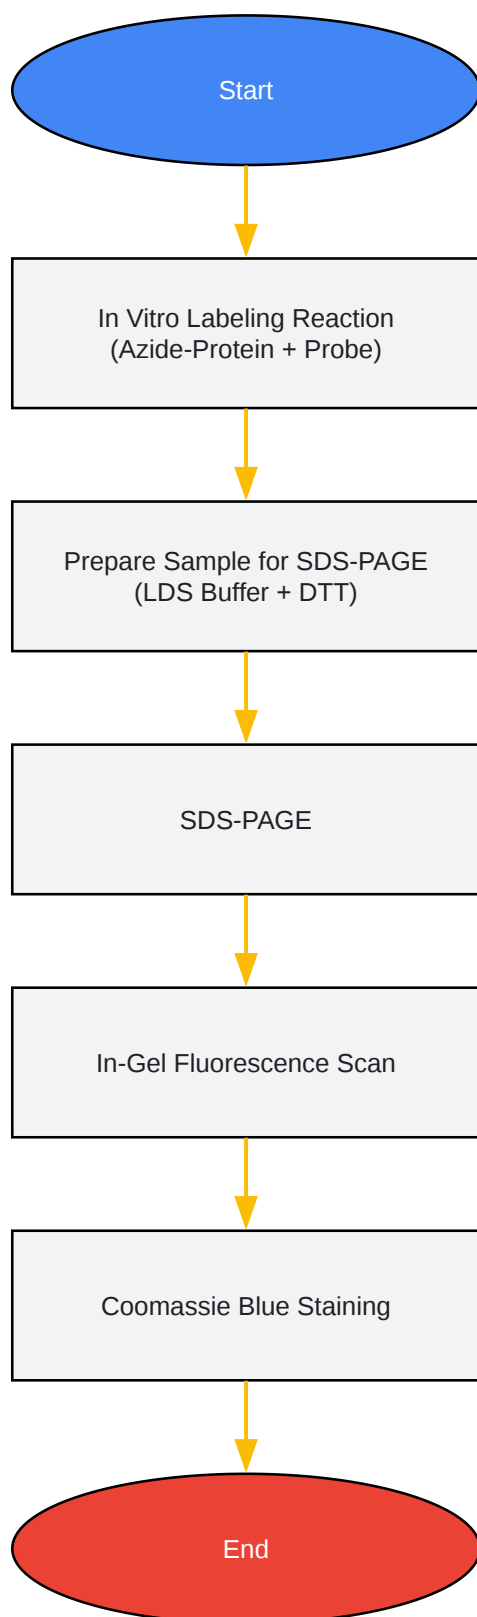 Start
In Vitro Labeling Reaction
(Azide-Protein + Probe)
Prepare Sample for SDS-PAGE
(LDS Buffer + DTT)
SDS-PAGE
In-Gel Fluorescence Scan
Coomassie Blue Staining
End